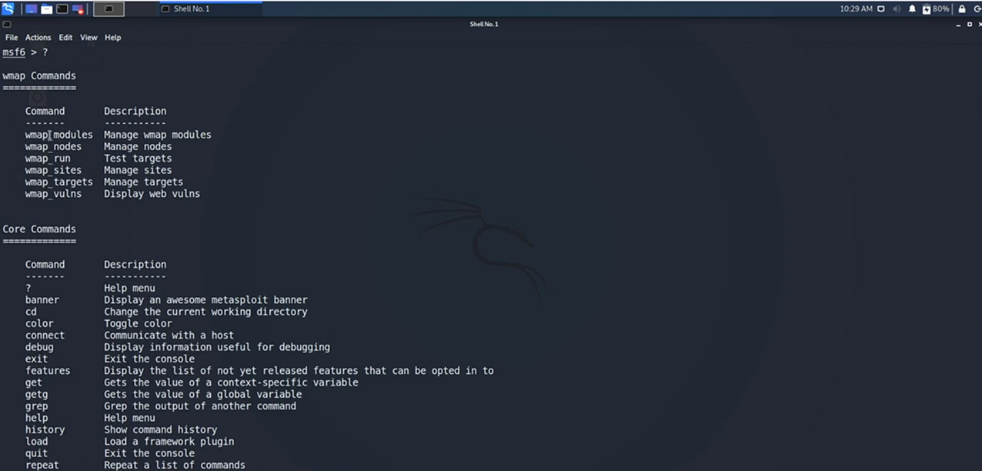 Shell No. 1
10:29 AM
80%
Shell No.1
File Actions Edit View Help
msf6 > ?
wmap Commands
=============
Command Description
------- -----------
wmap_modules Manage wmap modules
wmap_nodes Manage nodes
wmap_run Test targets
wmap_sites Manage sites
wmap_targets Manage targets
wmap_vulns Display web vulns
Core Commands
=============
Command Description
------- -----------
? Help menu
banner Display an awesome metasploit banner
cd Change the current working directory
color Toggle color
connect Communicate with a host
debug Display information useful for debugging
exit Exit the console
features Display the list of not yet released features that can be opted in to
get Gets the value of a context-specific variable
getg Gets the value of a global variable
grep Grep the output of another command
help Help menu
history Show command history
load Load a framework plugin
quit Exit the console
repeat Repeat a list of commands